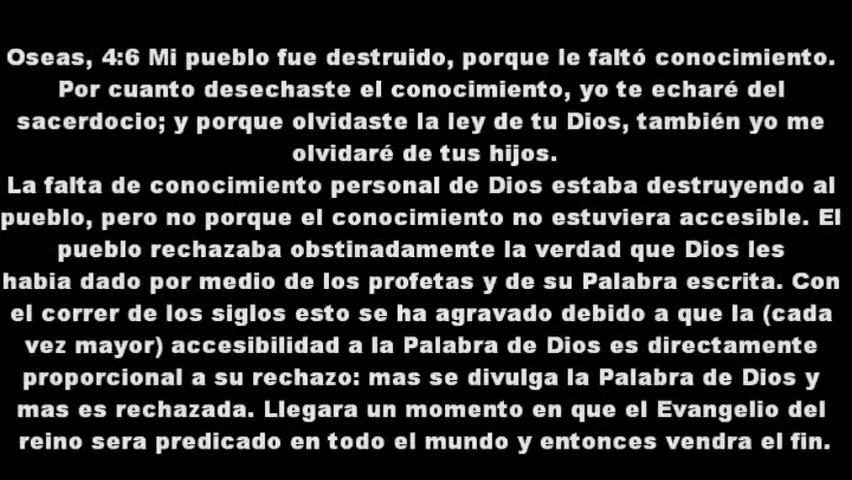 Oseas, 4:6 Mi pueblo fue destruido, porque le faltó conocimiento.
Por cuanto desechaste el conocimiento, yo te echaré del
sacerdocio; y porque olvidaste la ley de tu Dios, también yo me
olvidaré de tus hijos.
La falta de conocimiento personal de Dios estaba destruyendo al
pueblo, pero no porque el conocimiento no estuviera accesible. El
pueblo rechazaba obstinadamente la verdad que Dios les
habia dado por medio de los profetas y de su Palabra escrita. Con
el correr de los siglos esto se ha agravado debido a que la (cada
vez mayor) accesibilidad a la Palabra de Dios es directamente
proporcional a su rechazo: mas se divulga la Palabra de Dios y
mas es rechazada. Llegara un momento en que el Evangelio del
reino sera predicado en todo el mundo y entonces vendra el fin.